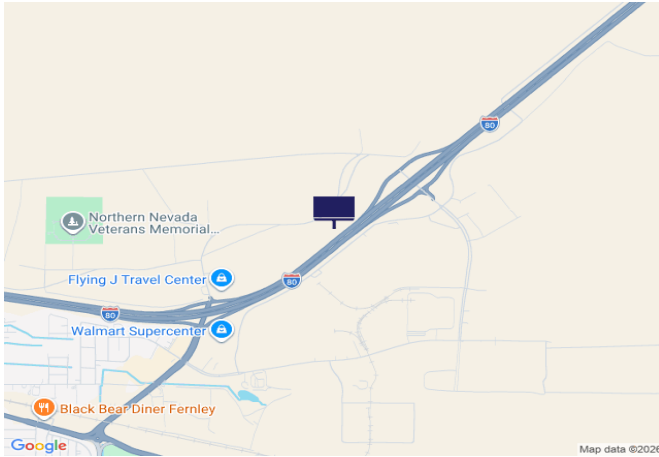 80
Northern Nevada
Veterans Memorial...
Flying J Travel Center
80
80
Walmart Supercenter
Black Bear Diner Fernley
Google
Map data ©2026